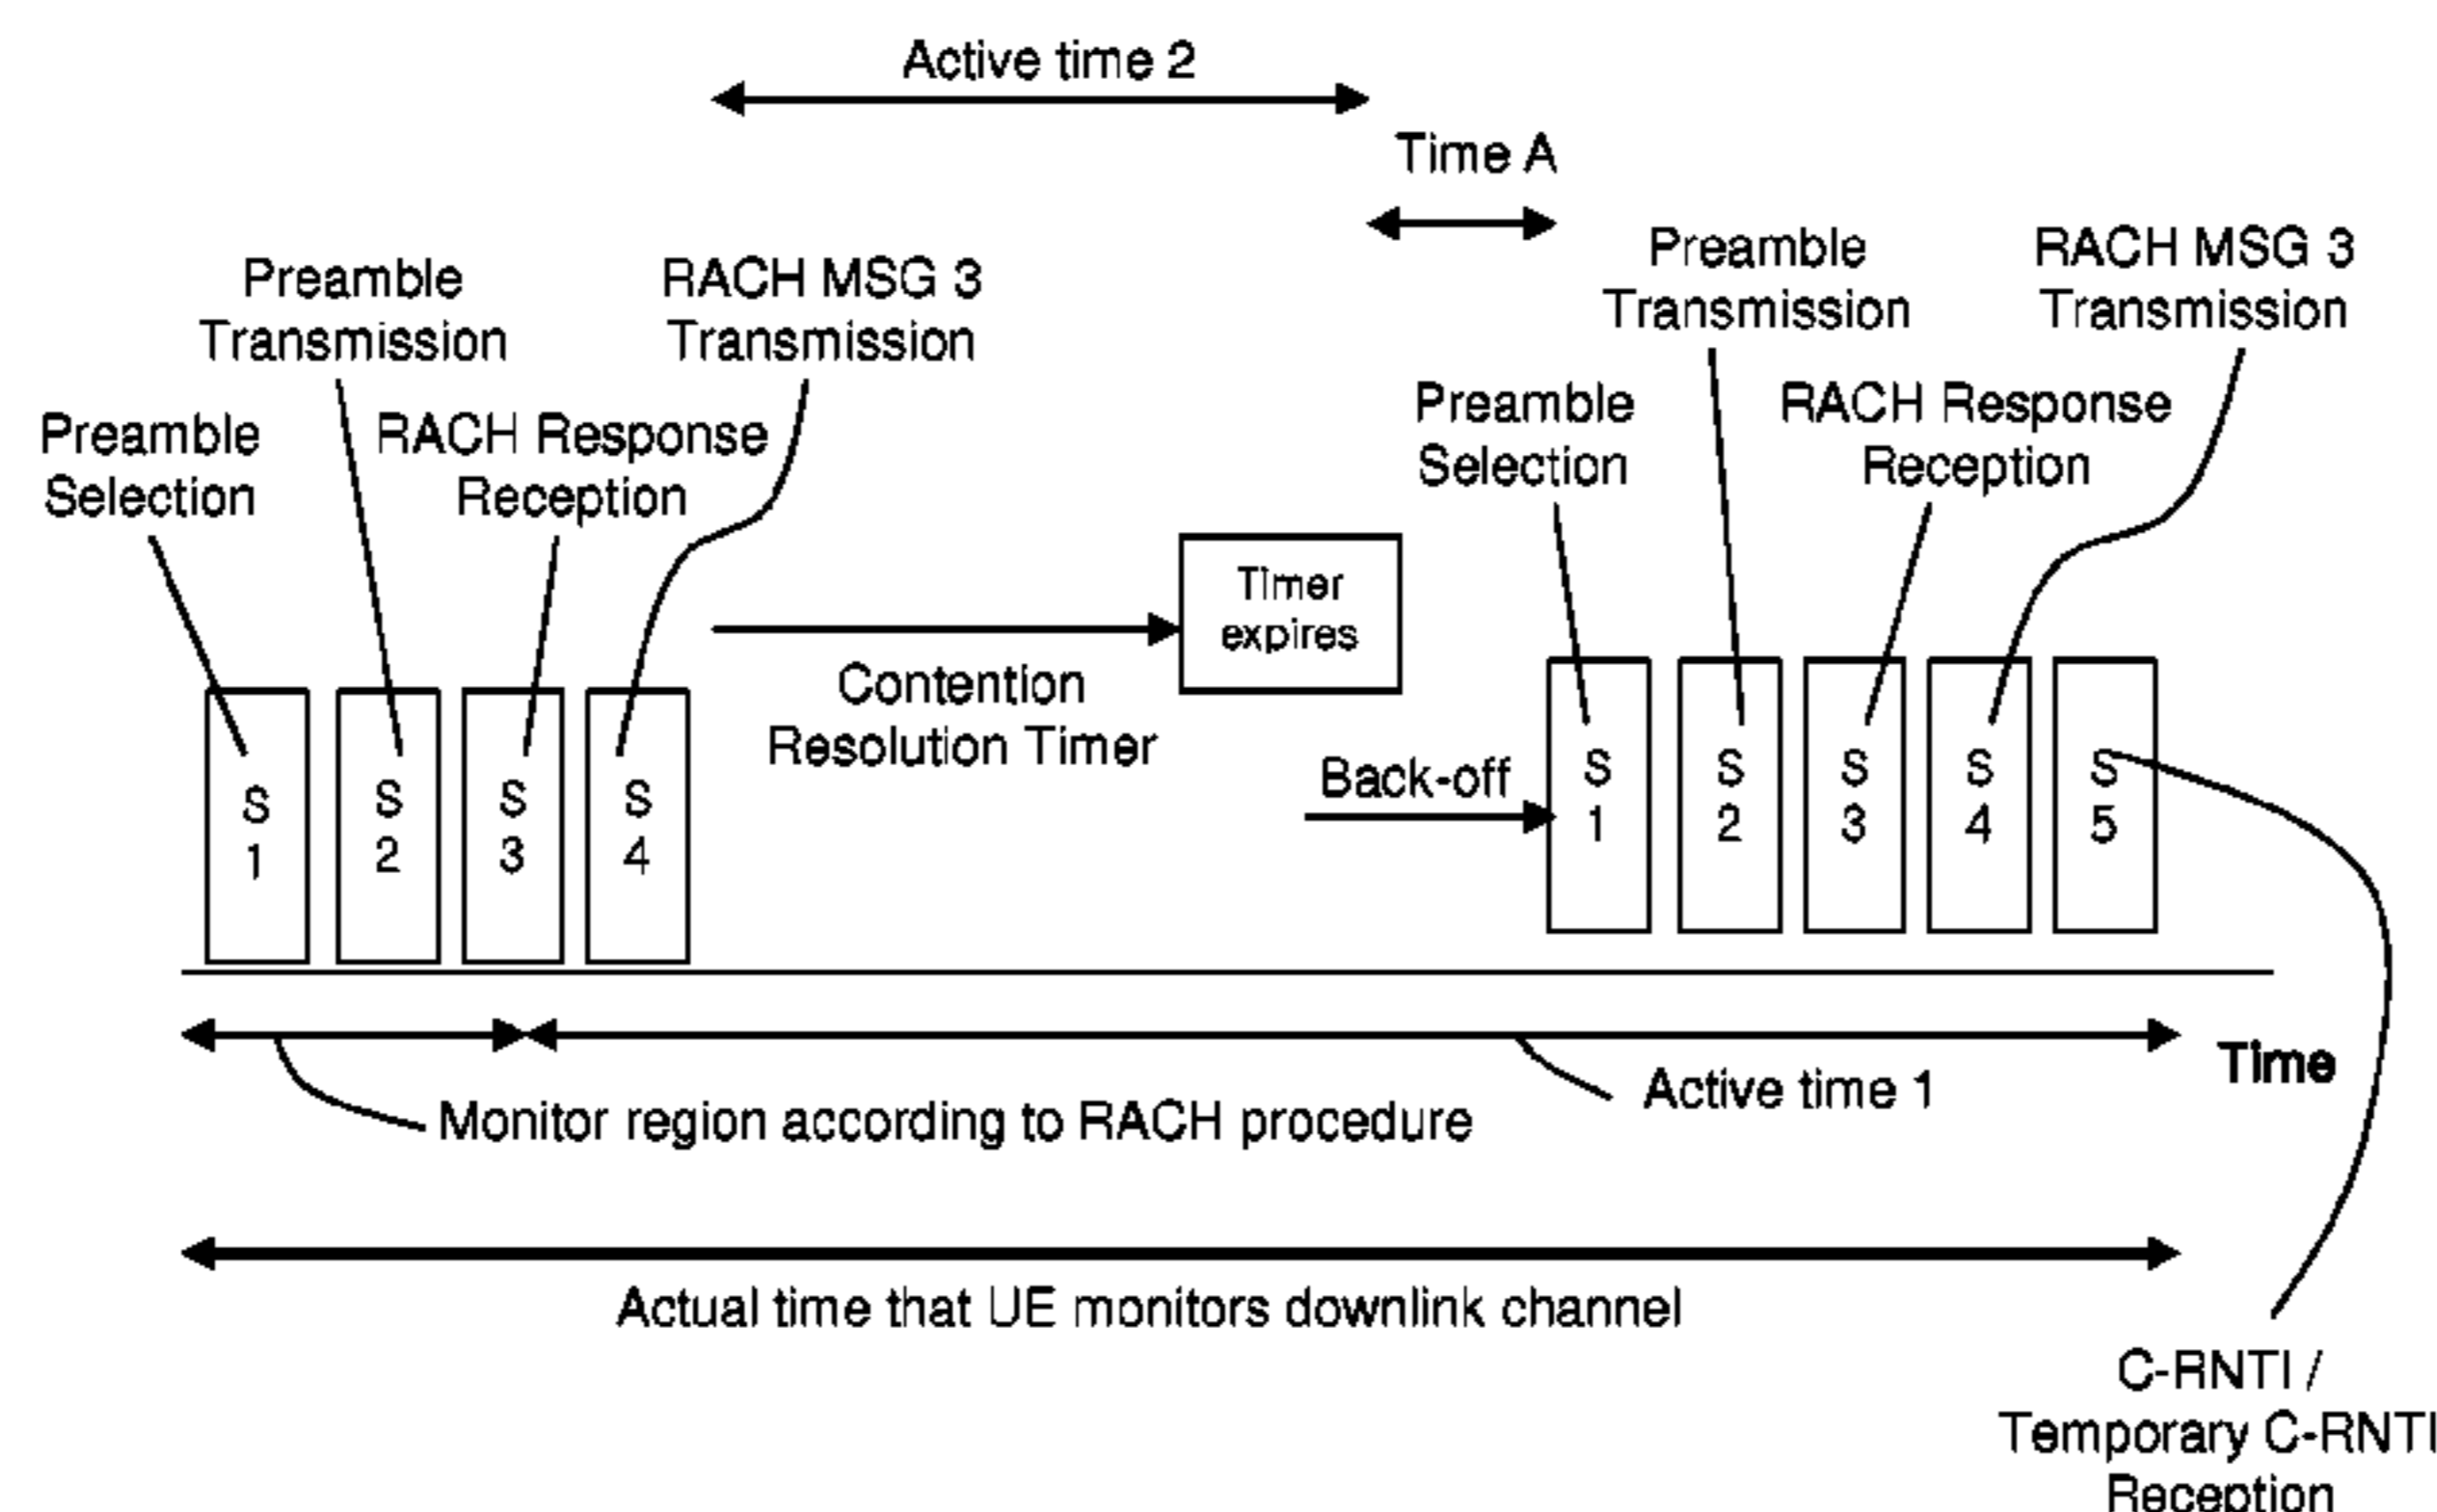 Active time 2
Time A
Preamble
Transmission
RACH MSG 3
Transmission
Preamble
Transmission
RACH MSG 3
Transmission
Preamble
Selection
RACH Response
Reception
Preamble
Selection
RACH Response
Reception
Timer
expires
Contention
Resolution Timer
Back-off
S
1
S
2
S
3
S
4
S
1
S
2
S
3
S
4
S
5
Time
Active time 1
Monitor region according to RACH procedure
Actual time that UE monitors downlink channel
C-RNTI /
Temporary C-RNTI
Reception